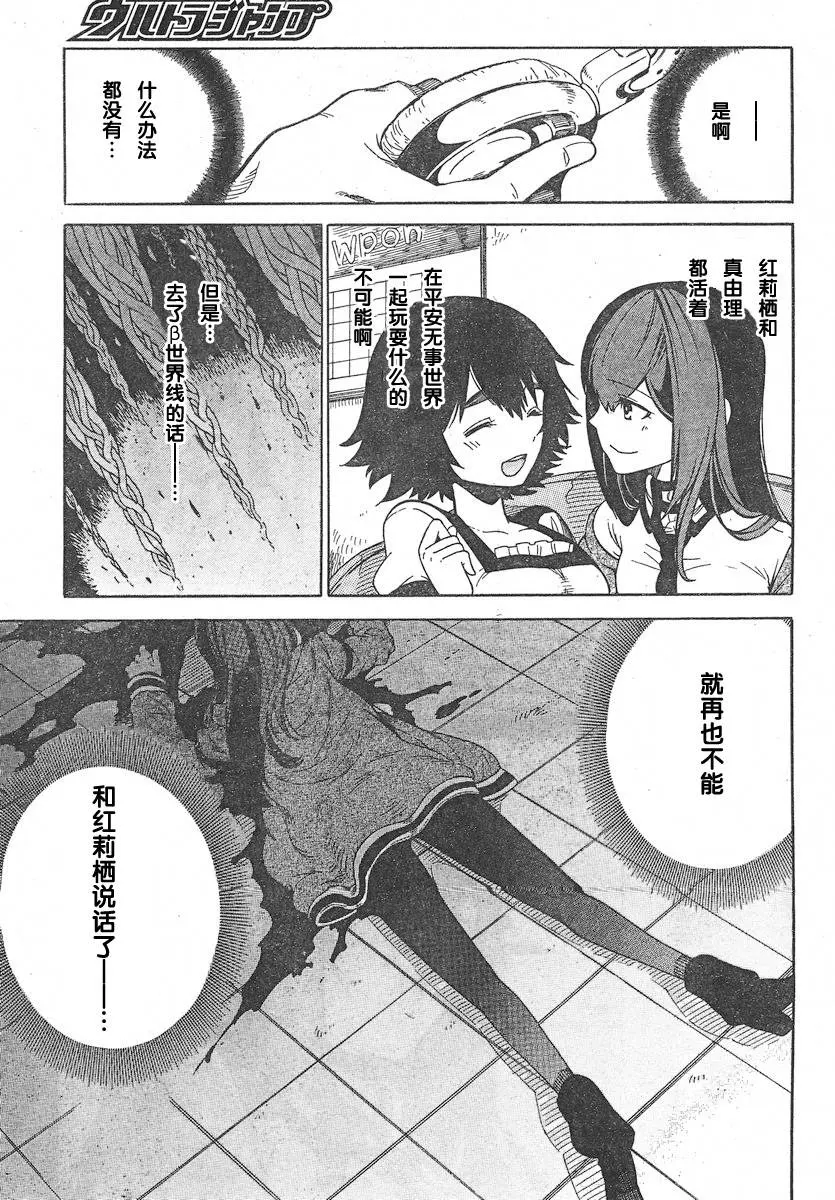 ウルトラジャンプ
——
是啊
什么办法
都没有…
红莉栖和
真由理
都活着
在平安无事世界
一起玩耍什么的
不可能啊
wpon
但是…
去了β世界线的话——…
就再也不能
和红莉栖说话了——…